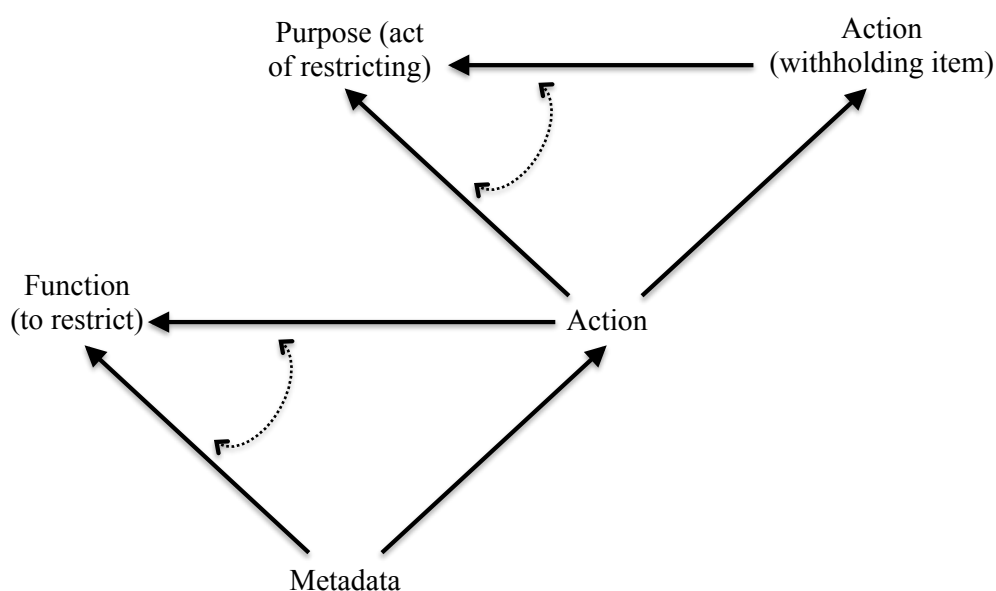 Purpose (act
of restricting)
Action
(withholding item)
Function
(to restrict)
Action
Metadata